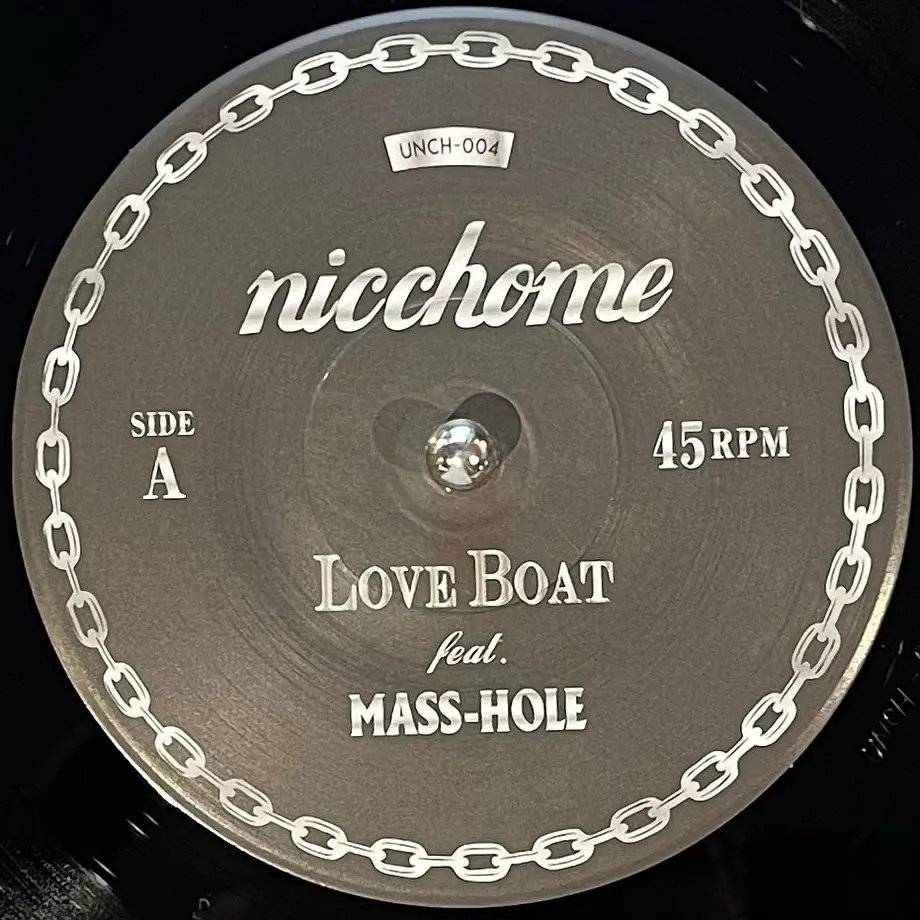 UNCH-004
nicchome
SIDE
A
45RPM
LOVE BOAT
feat.
MASS-HOLE